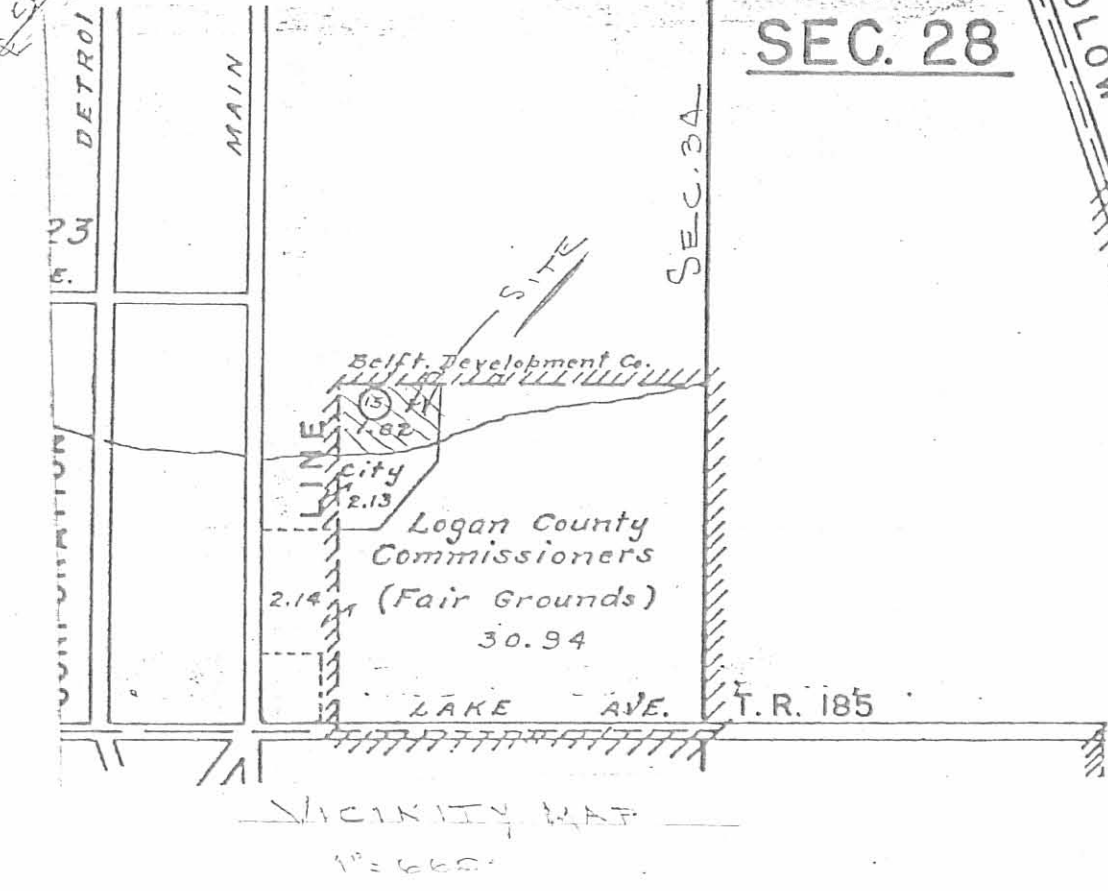 SEC. 28
DETROI
MAIN
SEC. 34
23
E.
SITE
Belft. Development Co.
15
1.82
LINE
City
2.13
Logan County
Commissioners
(Fair Grounds)
30.94
2.14
LAKE AVE.
T. R. 185
VICINITY MAP